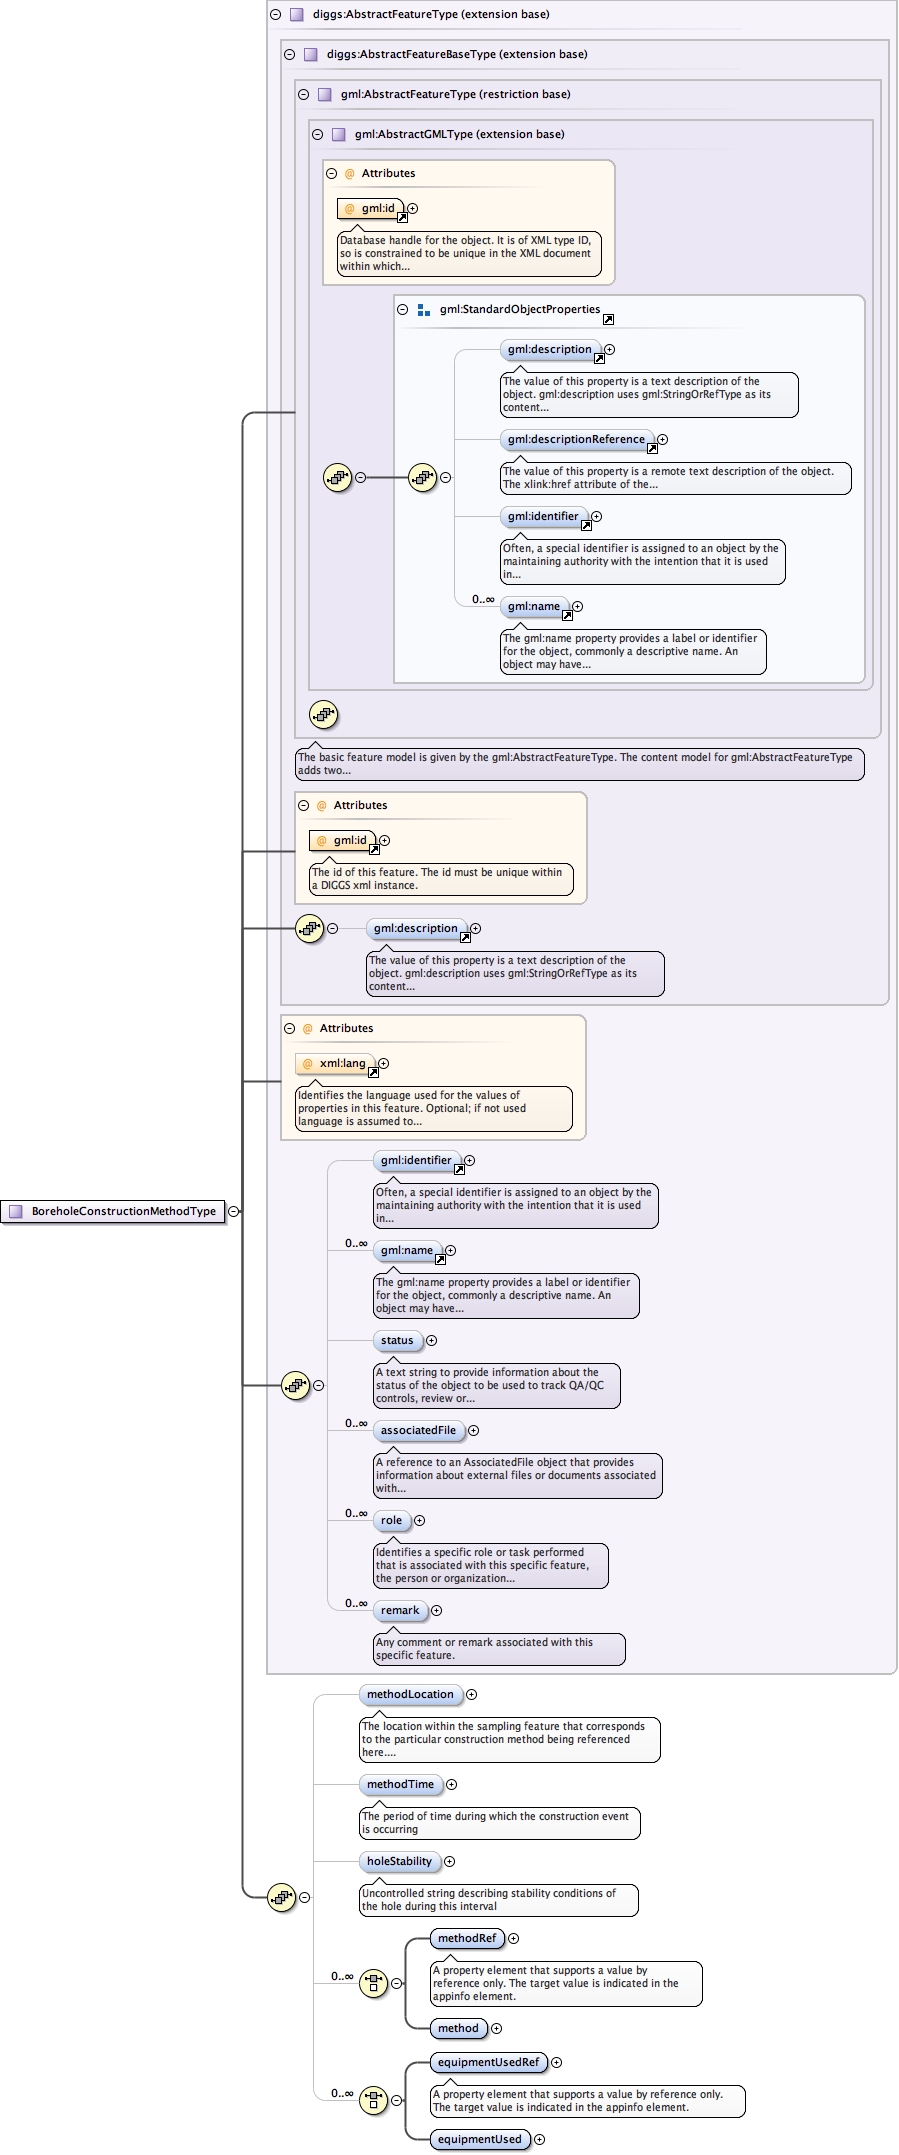 diggs:AbstractFeatureType (extension base)
diggs:AbstractFeatureBaseType (extension base)
gml:AbstractFeatureType (restriction base)
gml:AbstractGMLType (extension base)
@ Attributes
@ gml:id
Database handle for the object. It is of XML type ID,
so is constrained to be unique in the XML document
within which...
gml:StandardObjectProperties
gml:description
The value of this property is a text description of the
object. gml:description uses gml:StringOrRefType as its
content...
gml:descriptionReference
The value of this property is a remote text description of the object.
The xlink:href attribute of the...
gml:identifier
Often, a special identifier is assigned to an object by the
maintaining authority with the intention that it is used
in...
0..∞
gml:name
The gml:name property provides a label or identifier
for the object, commonly a descriptive name. An
object may have...
The basic feature model is given by the gml:AbstractFeatureType. The content model for gml:AbstractFeatureType
adds two...
@ Attributes
@ gml:id
The id of this feature. The id must be unique within
a DIGGS xml instance.
gml:description
The value of this property is a text description of the
object. gml:description uses gml:StringOrRefType as its
content...
@ Attributes
@ xml:lang
Identifies the language used for the values of
properties in this feature. Optional; if not used
language is assumed to...
gml:identifier
Often, a special identifier is assigned to an object by the
maintaining authority with the intention that it is used
in...
BoreholeConstructionMethodType
0..∞
gml:name
The gml:name property provides a label or identifier
for the object, commonly a descriptive name. An
object may have...
status
A text string to provide information about the
status of the object to be used to track QA/QC
controls, review or...
0..∞
associatedFile
A reference to an AssociatedFile object that provides
information about external files or documents associated
with...
0..∞
role
Identifies a specific role or task performed
that is associated with this specific feature,
the person or organization...
0..∞
remark
Any comment or remark associated with this
specific feature.
methodLocation
The location within the sampling feature that corresponds
to the particular construction method being referenced
here....
methodTime
The period of time during which the construction event
is occurring
holeStability
Uncontrolled string describing stability conditions of
the hole during this interval
methodRef
A property element that supports a value by
reference only. The target value is indicated in the
appinfo element.
0..∞
method
equipmentUsedRef
A property element that supports a value by reference only.
The target value is indicated in the appinfo element.
0..∞
equipmentUsed